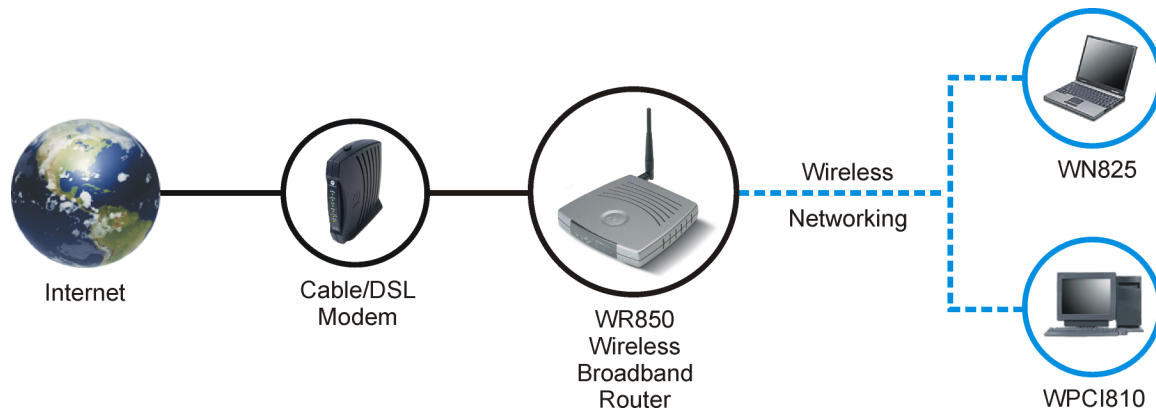 Internet
Cable/DSL
Modem
WR850
Wireless
Broadband
Router
Wireless
Networking
WN825
WPCI810